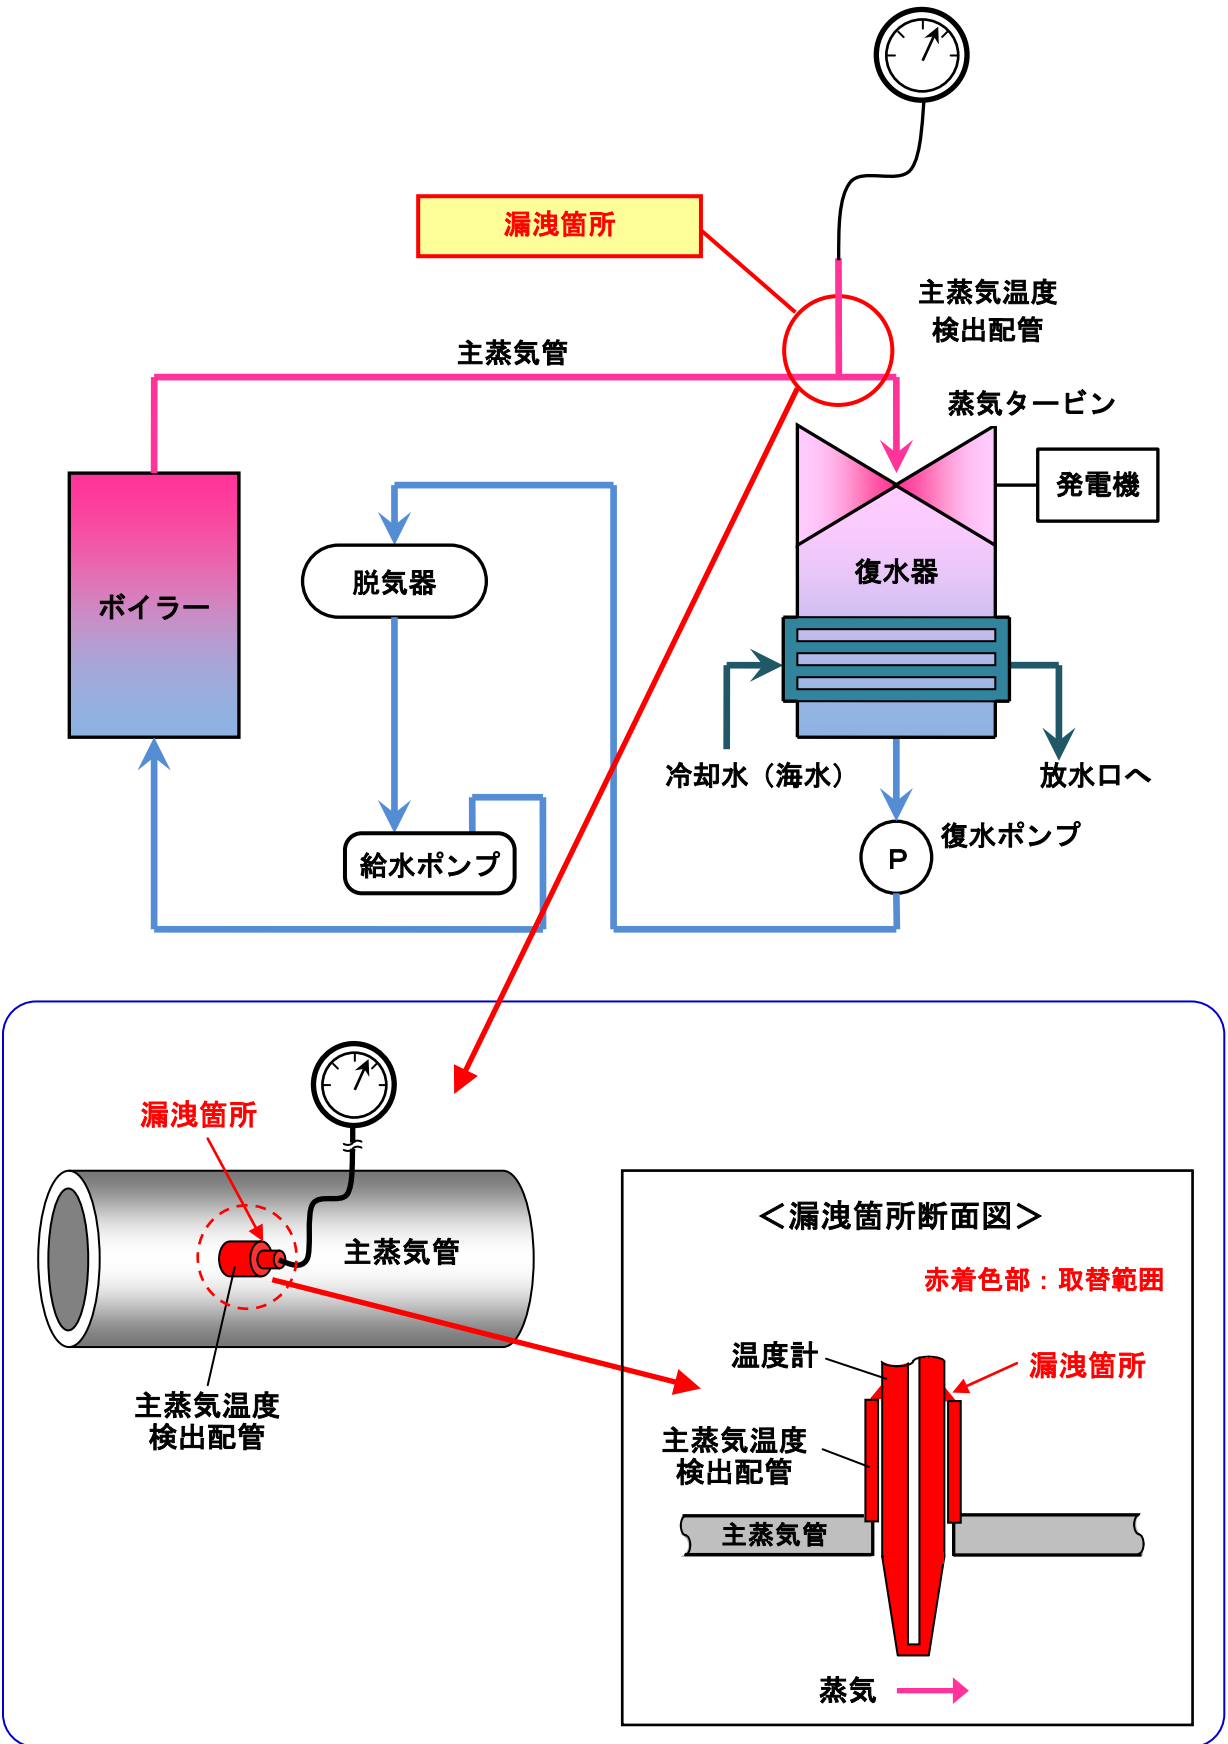 漏洩箇所
主蒸気温度
検出配管
主蒸気管
蒸気タービン
発電機
復水器
脱気器
ボイラー
冷却水（海水）
放水口へ
復水ポンプ
P
給水ポンプ
漏洩箇所
主蒸気管
主蒸気温度
検出配管
＜漏洩箇所断面図＞
赤着色部：取替範囲
温度計
漏洩箇所
主蒸気温度
検出配管
主蒸気管
蒸気